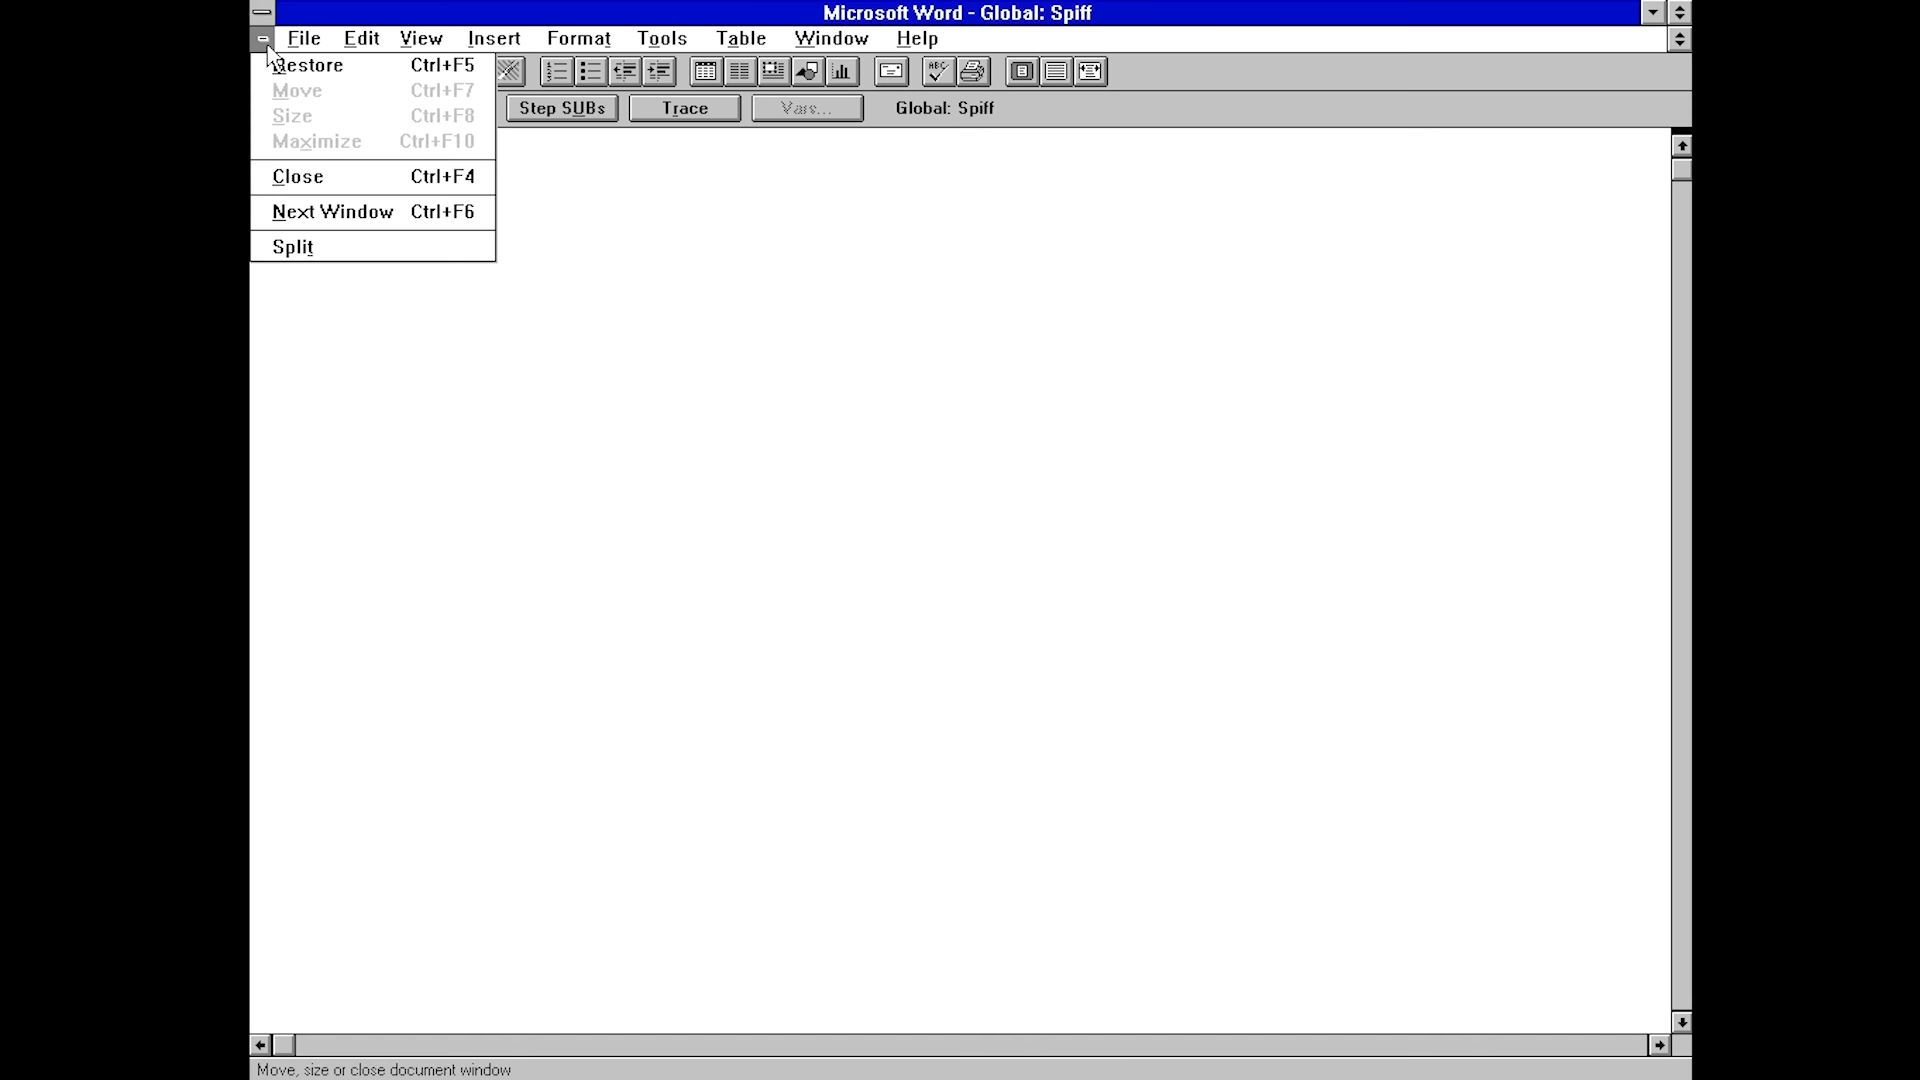 Microsoft Word - Global: Spiff
File Edit View Insert Format Tools Table Window Help
Restore Ctrl+F5
Move Ctrl+F7
Size Ctrl+F8
Maximize Ctrl+F10
Close Ctrl+F4
Next Window Ctrl+F6
Split
ABC
Step SUBs Trace Vars... Global: Spiff
Move, size or close document window